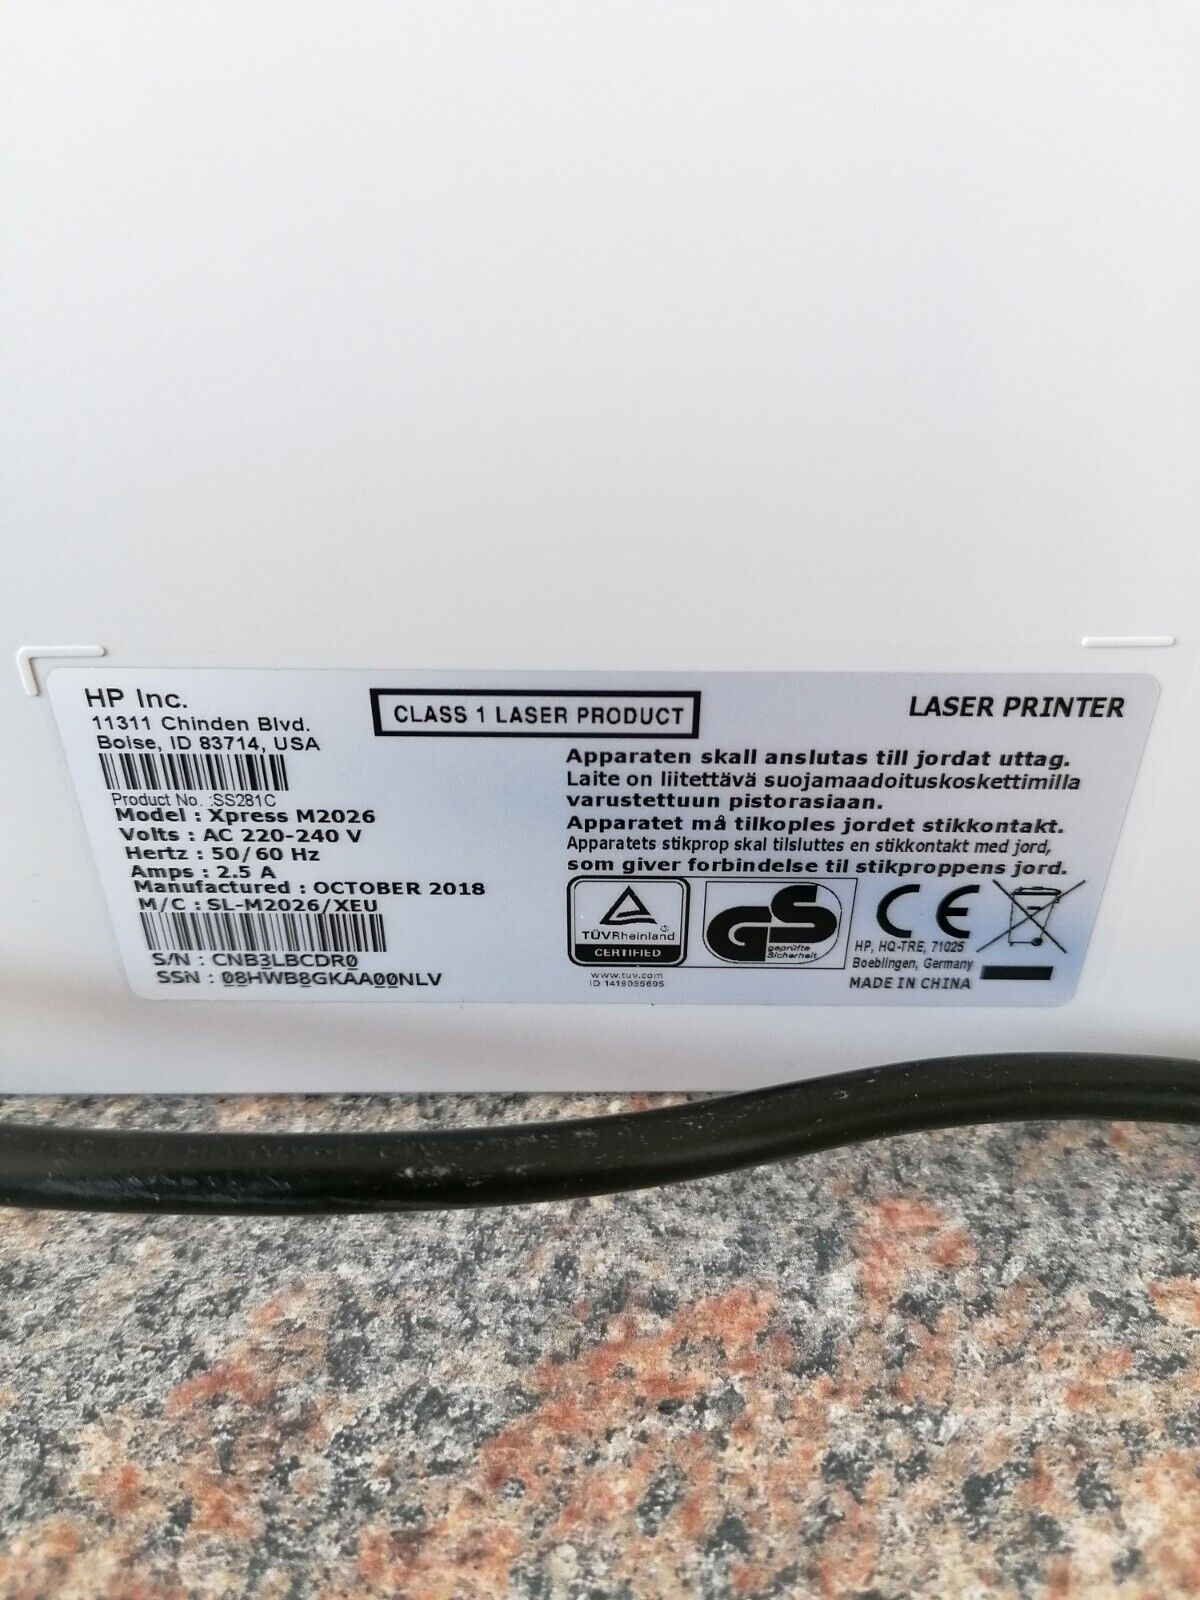 HP Inc.
11311 Chinden Blvd.
Boise, ID 83714, USA
Product No. :SS281C
Model : Xpress M2026
Volts : AC 220-240 V
Hertz : 50/60 Hz
Amps : 2.5 A
Manufactured : OCTOBER 2018
M/C : SL-M2026/XEU
S/N : CNB3LBCDR0
SSN : 08HWB8GKAA00NLV
CLASS 1 LASER PRODUCT
LASER PRINTER
Apparaten skall anslutas till jordat uttag.
Laite on liitettävä suojamaadoituskoskettimilla
varustettuun pistorasiaan.
Apparatet må tilkoples jordet stikkontakt.
Apparatets stikprop skal tilsluttes en stikkontakt med jord,
som giver forbindelse til stikproppens jord.
TÜVRheinland
CERTIFIED
www.tuv.com
ID 1419035695
GS
geprüfte
Sicherheit
CE
HP, HQ-TRE, 71025
Boeblingen, Germany
MADE IN CHINA